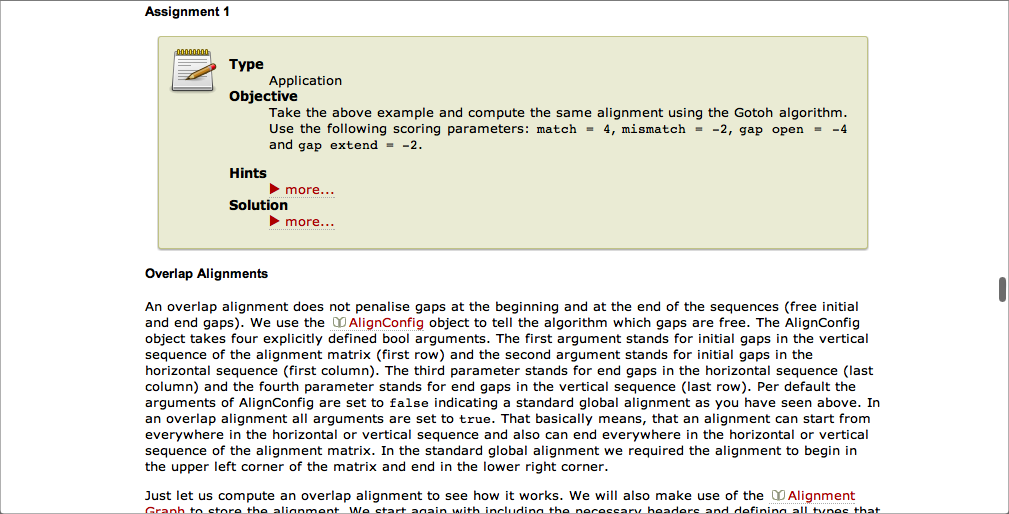 Assignment 1
Type
Application
Objective
Take the above example and compute the same alignment using the Gotoh algorithm.
Use the following scoring parameters: match = 4, mismatch = -2, gap open = -4
and gap extend = -2.
Hints
more...
Solution
more...
Overlap Alignments
An overlap alignment does not penalise gaps at the beginning and at the end of the sequences (free initial
and end gaps). We use the AlignConfig object to tell the algorithm which gaps are free. The AlignConfig
object takes four explicitly defined bool arguments. The first argument stands for initial gaps in the vertical
sequence of the alignment matrix (first row) and the second argument stands for initial gaps in the
horizontal sequence (first column). The third parameter stands for end gaps in the horizontal sequence (last
column) and the fourth parameter stands for end gaps in the vertical sequence (last row). Per default the
arguments of AlignConfig are set to false indicating a standard global alignment as you have seen above. In
an overlap alignment all arguments are set to true. That basically means, that an alignment can start from
everywhere in the horizontal or vertical sequence and also can end everywhere in the horizontal or vertical
sequence of the alignment matrix. In the standard global alignment we required the alignment to begin in
the upper left corner of the matrix and end in the lower right corner.
Just let us compute an overlap alignment to see how it works. We will also make use of the Alignment
Graph to store the alignment. We start again with including the necessary headers and defining all types that